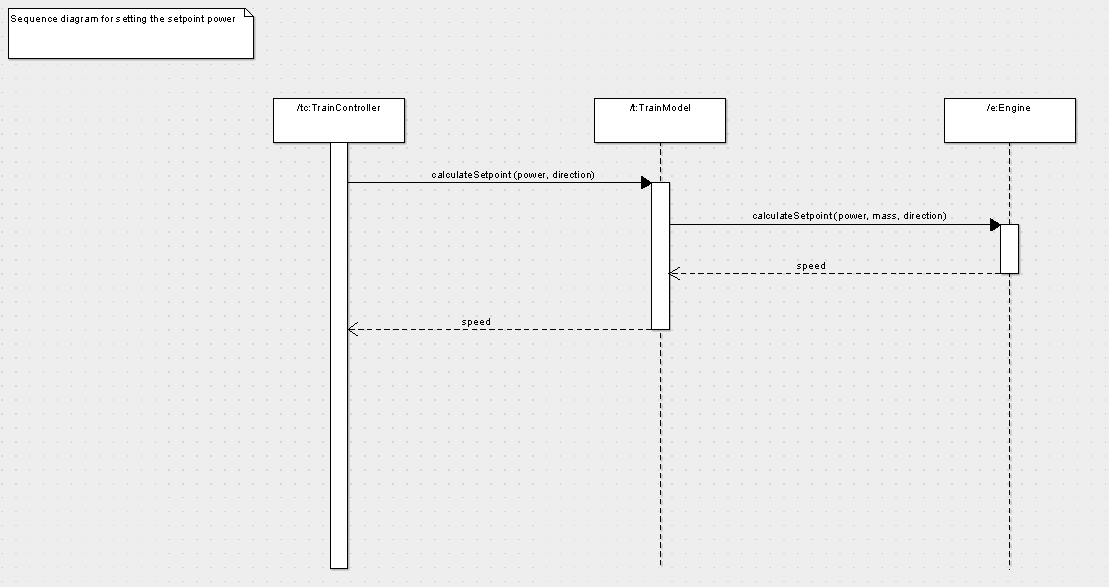 Sequence diagram for setting the setpoint power
/tc:TrainController
/t:TrainModel
/e:Engine
calculateSetpoint(power, direction)
calculateSetpoint(power, mass, direction)
speed
speed